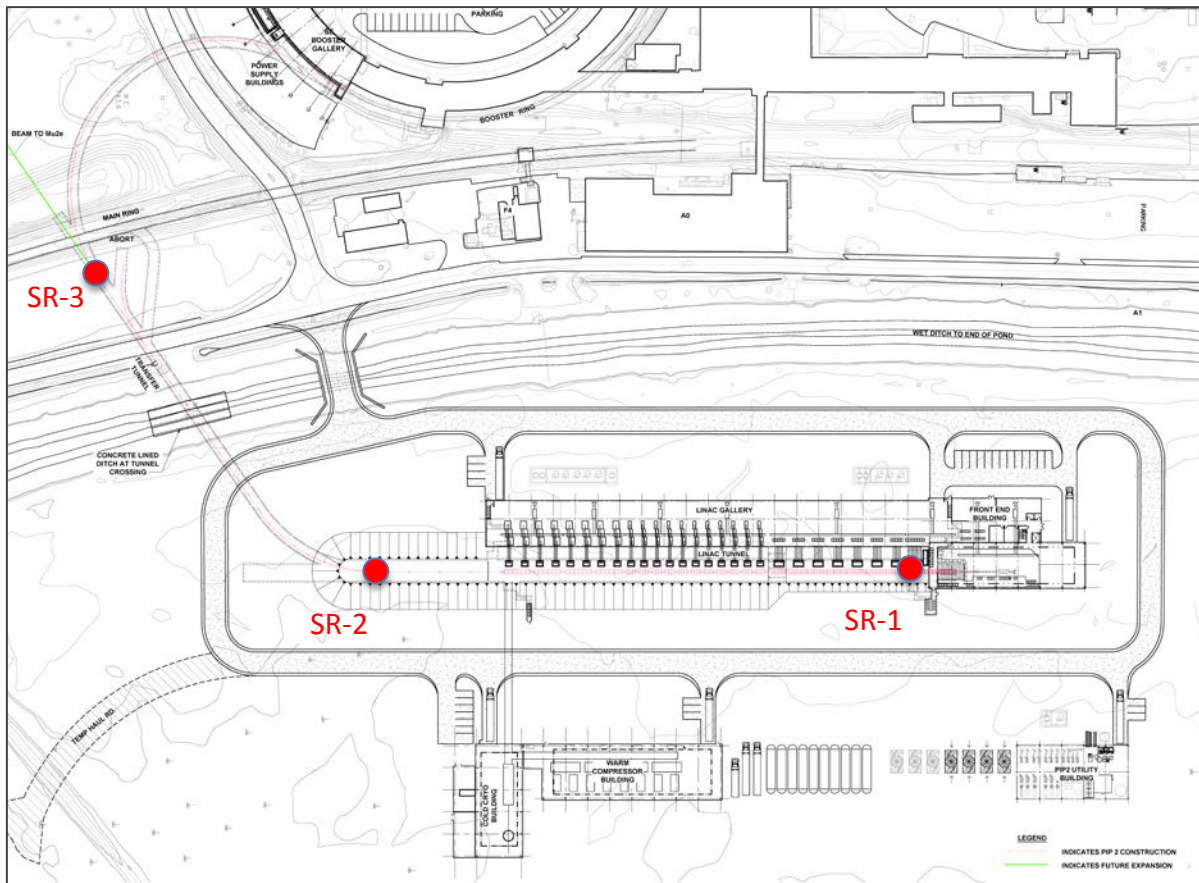 PARKING
SE
BOOSTER
GALLERY
POWER
SUPPLY
BUILDINGS
BOOSTER RING
BEAM TO Mu2e
MAIN RING
ABORT
F4
A0
PARKING
SR-3
A1
WET DITCH TO END OF POND
TRANSFER
TUNNEL
CONCRETE LINED
DITCH AT TUNNEL
CROSSING
LINAC GALLERY
FRONT END
BUILDING
LINAC TUNNEL
SR-2
SR-1
TEMP HAUL RD.
WARM
COMPRESSOR
BUILDING
COLD CRYO
BUILDING
PIP2 UTILITY
BUILDING
LEGEND
INDICATES PIP 2 CONSTRUCTION
INDICATES FUTURE EXPANSION